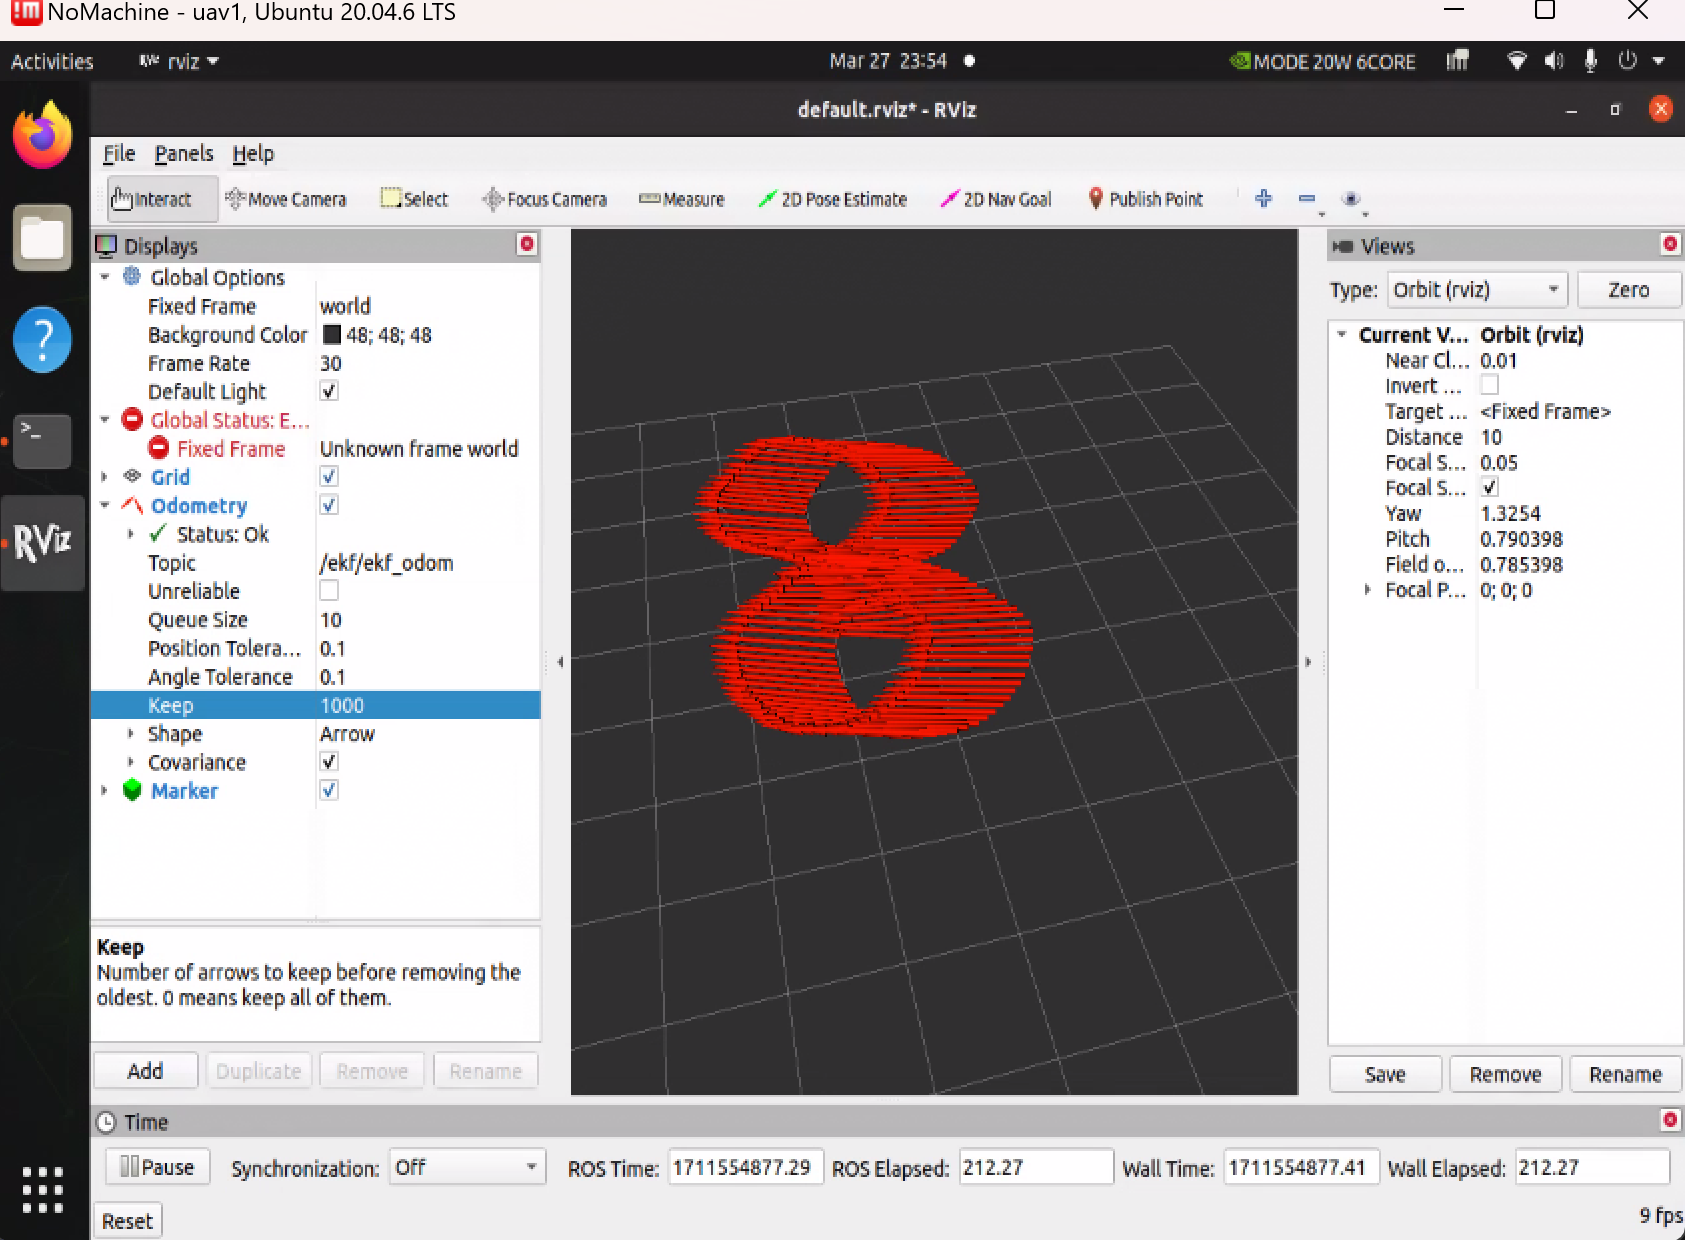 NoMachine - uav1, Ubuntu 20.04.6 LTS
Activities RViz rviz Mar 27 23:54 MODE 20W 6CORE
default.rviz* - RViz
File Panels Help
Interact Move Camera Select Focus Camera Measure 2D Pose Estimate 2D Nav Goal Publish Point
Displays
Global Options
Fixed Frame world
Background Color 48; 48; 48
Frame Rate 30
Default Light
Global Status: E...
Fixed Frame Unknown frame world
Grid
Odometry
Status: Ok
Topic /ekf/ekf_odom
Unreliable
Queue Size 10
Position Tolera... 0.1
Angle Tolerance 0.1
Keep 1000
Shape Arrow
Covariance
Marker
Keep
Number of arrows to keep before removing the
oldest. 0 means keep all of them.
Add Duplicate Remove Rename
Views
Type: Orbit (rviz) Zero
Current V... Orbit (rviz)
Near Cl... 0.01
Invert ...
Target ... <Fixed Frame>
Distance 10
Focal S... 0.05
Focal S...
Yaw 1.3254
Pitch 0.790398
Field o... 0.785398
Focal P... 0; 0; 0
Save Remove Rename
Time
Pause Synchronization: Off ROS Time: 1711554877.29 ROS Elapsed: 212.27 Wall Time: 1711554877.41 Wall Elapsed: 212.27
Reset 9 fps
RViz